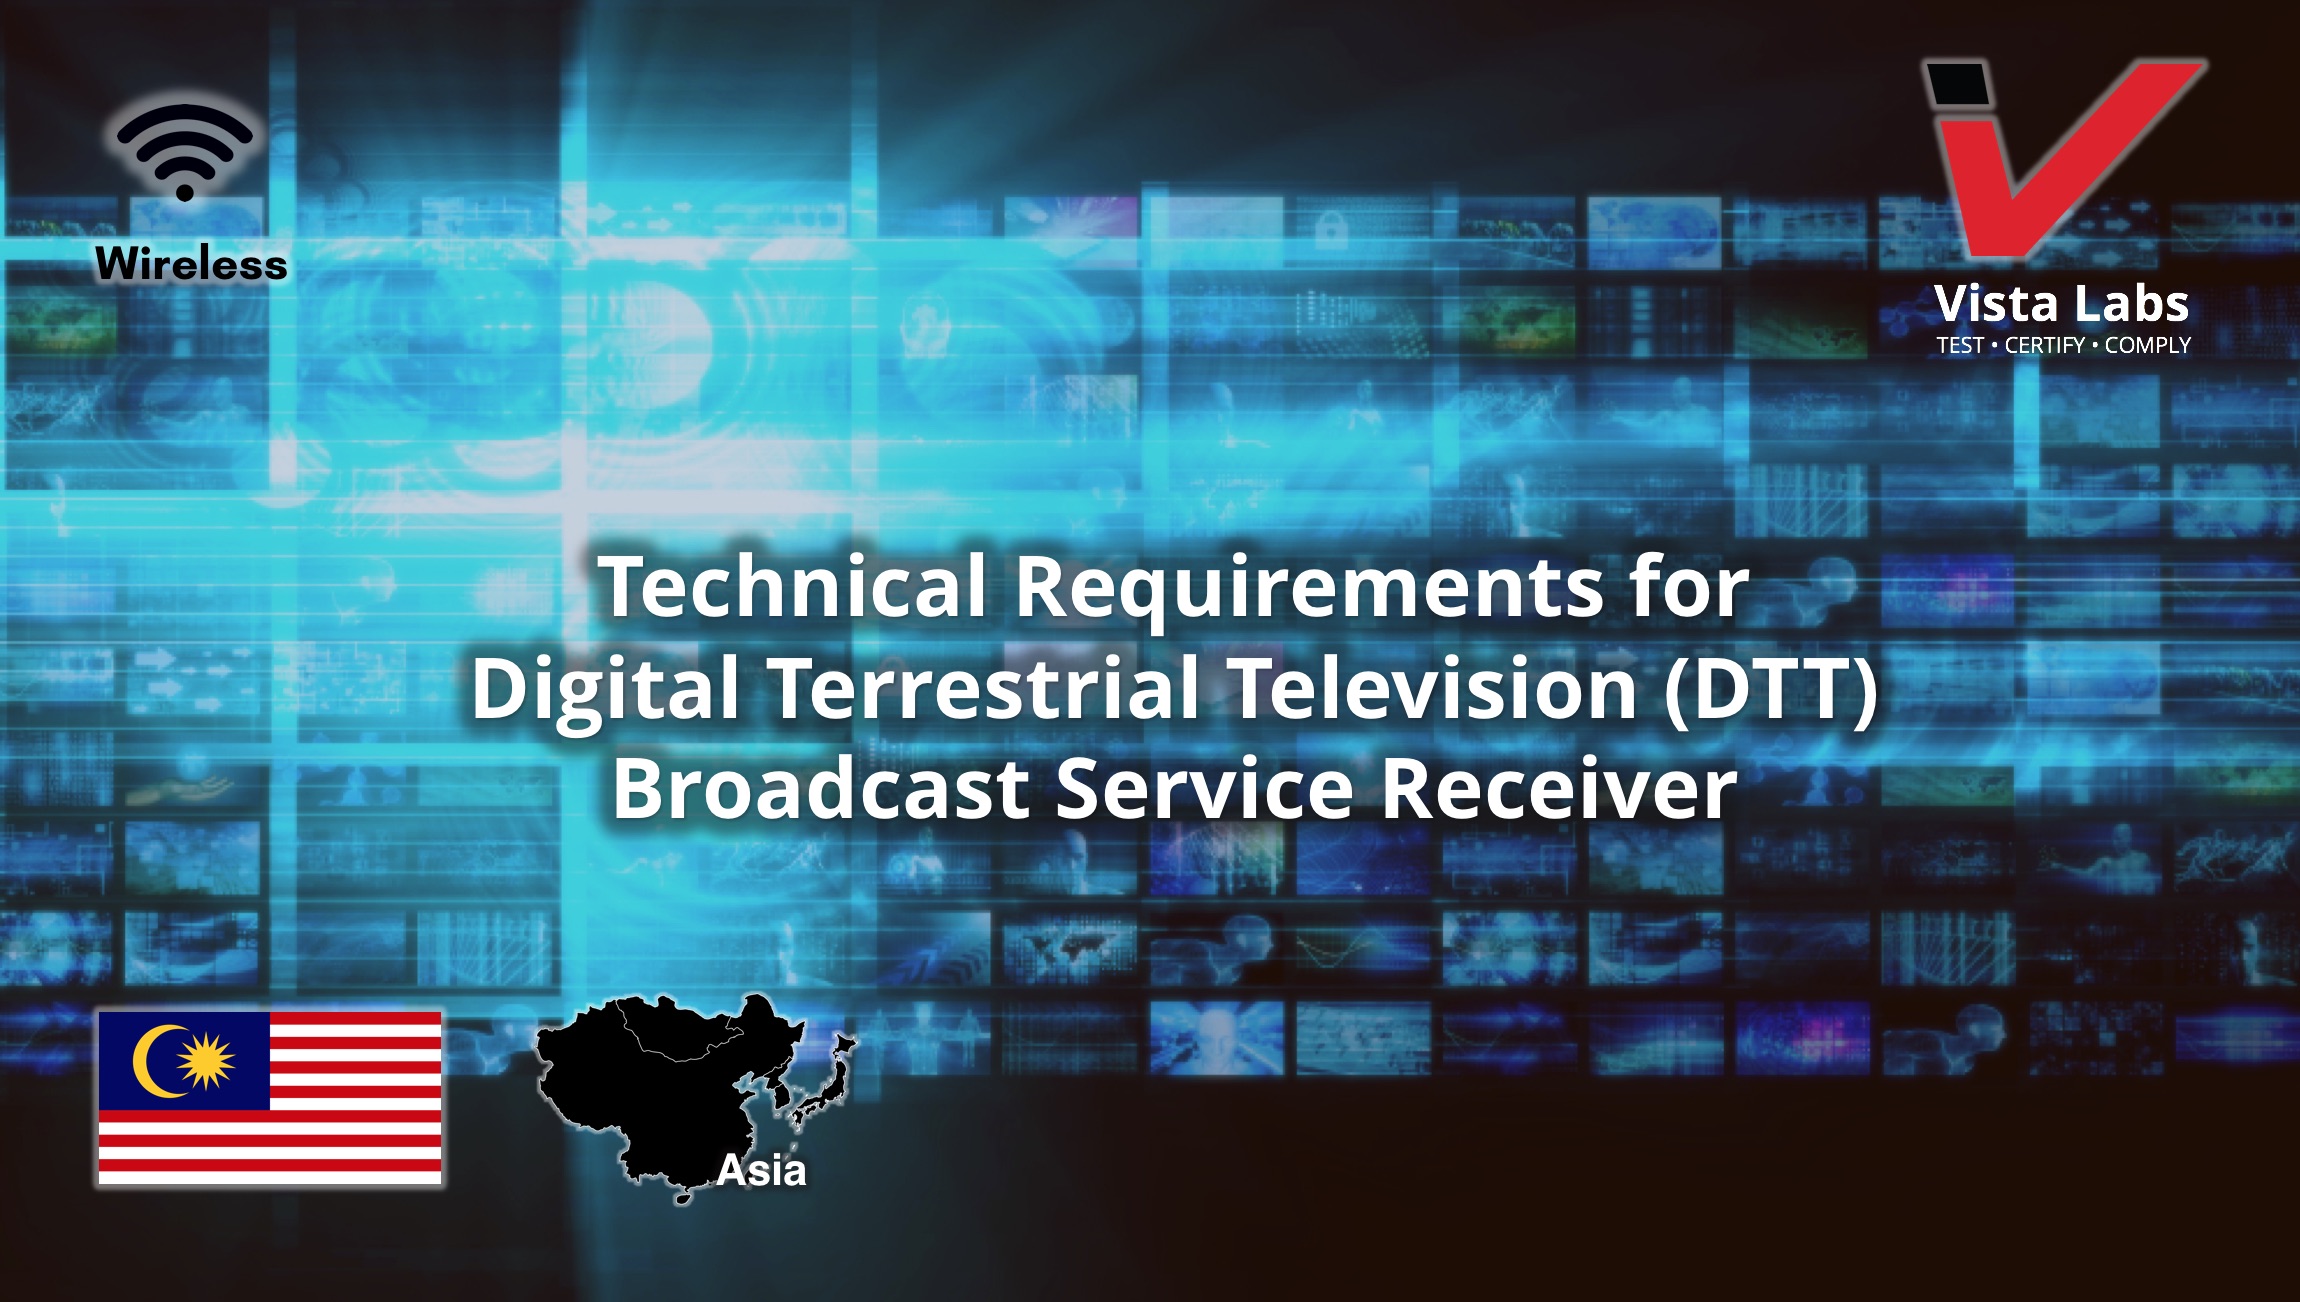 Wireless
Vista Labs
TEST • CERTIFY • COMPLY
Technical Requirements for
Digital Terrestrial Television (DTT)
Broadcast Service Receiver
Asia